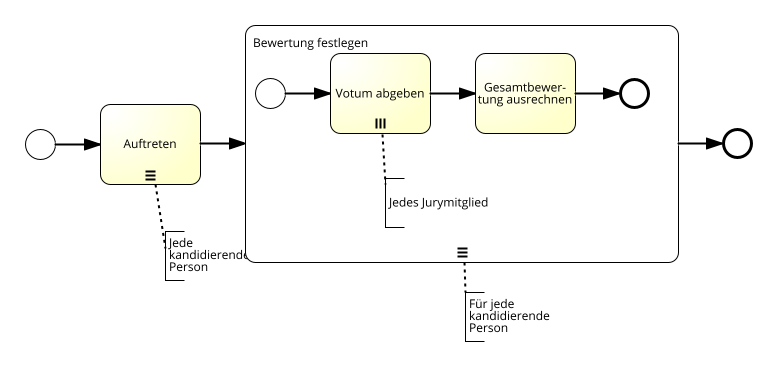 Bewertung festlegen
Auftreten
Votum abgeben
Gesamtbewer-
tung ausrechnen
Jedes Jurymitglied
Jede
kandidierende
Person
Für jede
kandidierende
Person